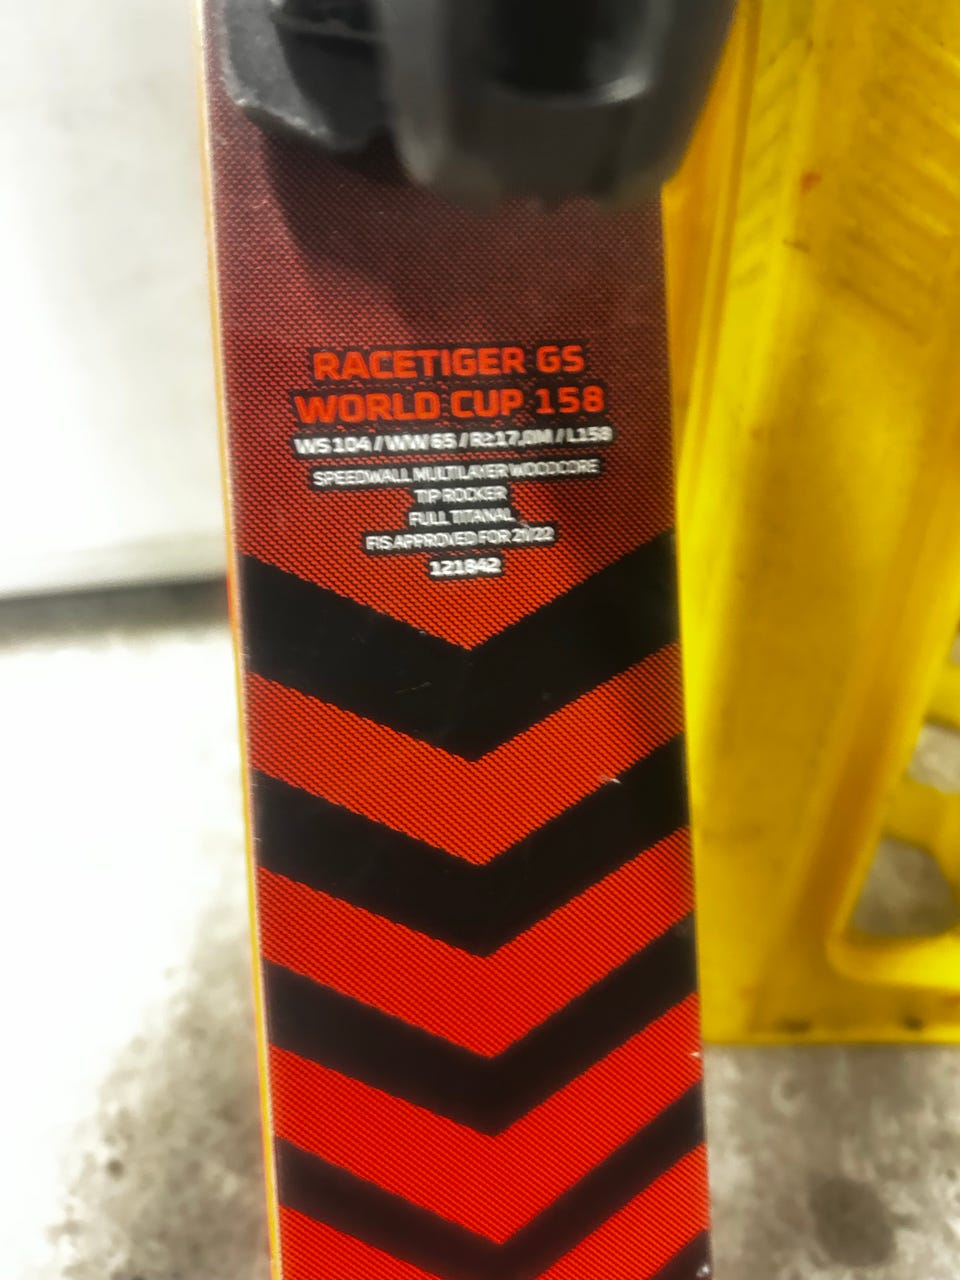 RACETIGER GS
WORLD CUP 158
WS 104 / WW 65 / R≥17,0M / L158
SPEEDWALL MULTILAYER WOODCORE
TIP ROCKER
FULL TITANAL
FIS APPROVED FOR 21/22
121842